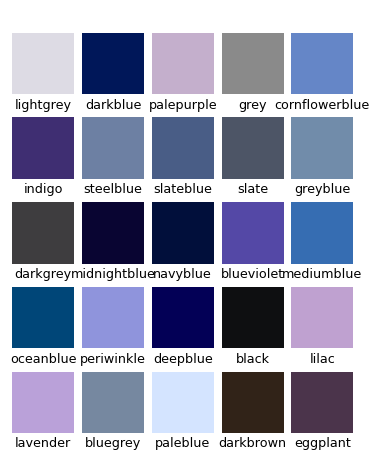 lightgrey darkblue palepurple grey cornflowerblue
indigo steelblue slateblue slate greyblue
darkgrey midnightblue navyblue blueviolet mediumblue
oceanblue periwinkle deepblue black lilac
lavender bluegrey paleblue darkbrown eggplant